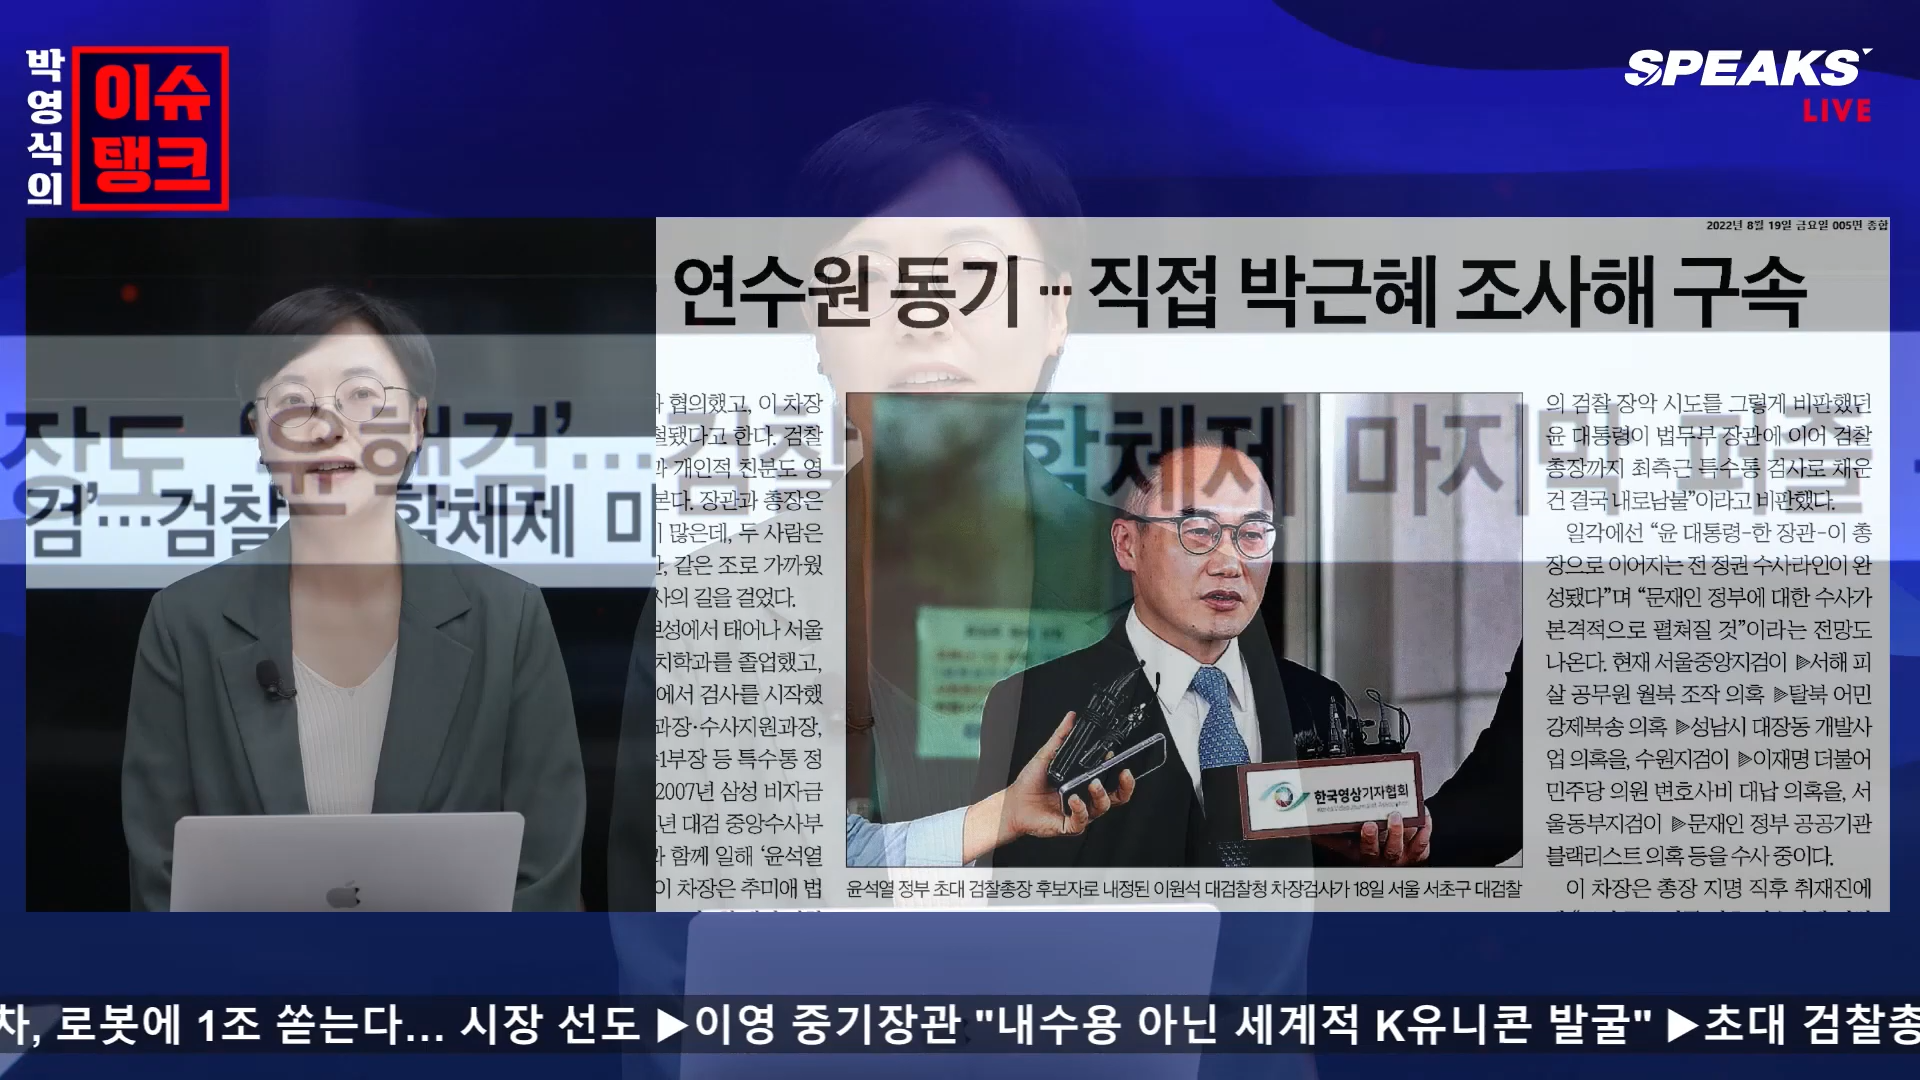 박영식의
이슈
탱크
SPEAKS
LIVE
2022년 8월 19일 금요일 005면 종합
연수원 동기… 직접 박근혜 조사해 구속
장도 '윤핵검'…검찰 학체제 마지막 퍼즐
검'…검찰 학체제 마
협의했고, 이 차장
됐다고 한다. 검찰
개인적 친분도 영
본다. 장관과 총장은
많은데, 두 사람은
같은 조로 가까웠
사의 길을 걸었다.
보성에서 태어나 서울
치학과를 졸업했고,
에서 검사를 시작했
과장·수사지원과장,
1부장 등 특수통 정
2007년 삼성 비자금
년 대검 중앙수사부
함께 일해 '윤석열
이 차장은 추미애 법
한국영상기자협회
윤석열 정부 초대 검찰총장 후보자로 내정된 이원석 대검찰청 차장검사가 18일 서울 서초구 대검찰
의 검찰 장악 시도를 그렇게 비판했던
윤 대통령이 법무부 장관에 이어 검찰
총장까지 최측근 특수통 검사로 채운
건 결국 내로남불”이라고 비판했다.
일각에선 “윤 대통령-한 장관-이 총
장으로 이어지는 전 정권 수사라인이 완
성됐다”며 “문재인 정부에 대한 수사가
본격적으로 펼쳐질 것”이라는 전망도
나온다. 현재 서울중앙지검이 ▶서해 피
살 공무원 월북 조작 의혹 ▶탈북 어민
강제북송 의혹 ▶성남시 대장동 개발사
업 의혹을, 수원지검이 ▶이재명 더불어
민주당 의원 변호사비 대납 의혹을, 서
울동부지검이 ▶문재인 정부 공공기관
블랙리스트 의혹 등을 수사 중이다.
이 차장은 총장 지명 직후 취재진에
차, 로봇에 1조 쏟는다... 시장 선도 ▶이영 중기장관 "내수용 아닌 세계적 K유니콘 발굴" ▶초대 검찰총